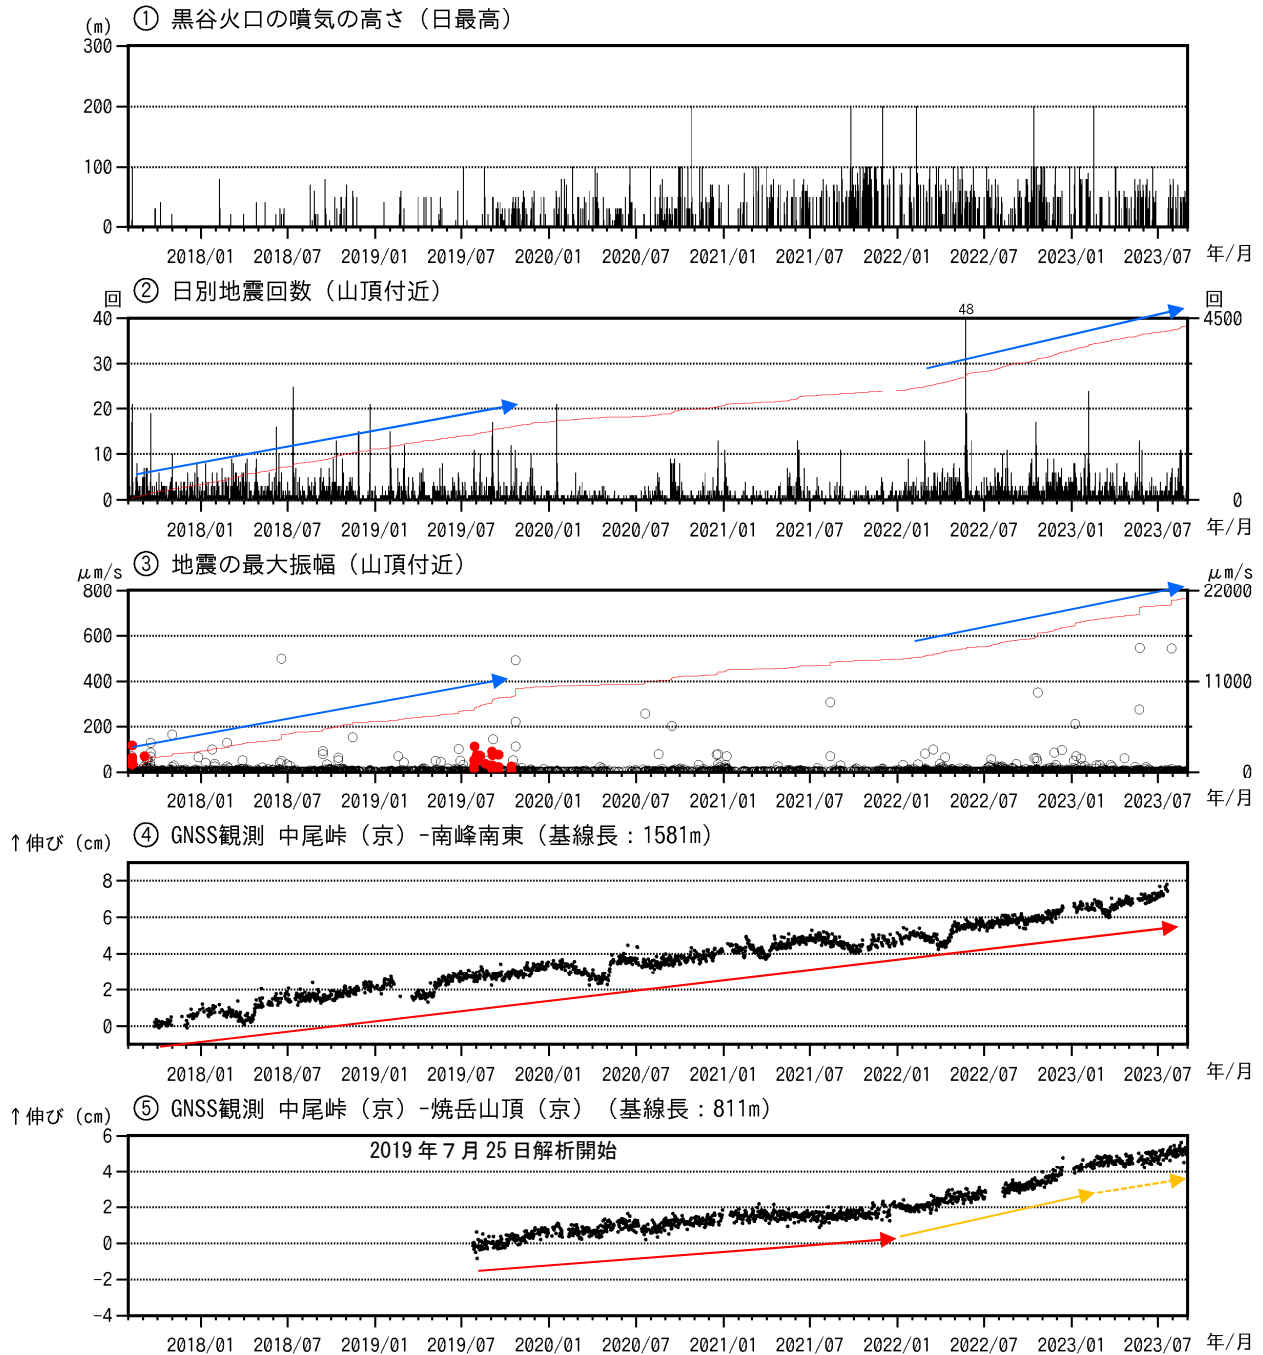 ① 黒谷火口の噴気の高さ（日最高）
(m)
300
200
100
0
2018/01 2018/07 2019/01 2019/07 2020/01 2020/07 2021/01 2021/07 2022/01 2022/07 2023/01 2023/07 年/月
② 日別地震回数（山頂付近）
回 回
48
40 4500
30
20
10
0 0
2018/01 2018/07 2019/01 2019/07 2020/01 2020/07 2021/01 2021/07 2022/01 2022/07 2023/01 2023/07 年/月
③ 地震の最大振幅（山頂付近）
μm/s μm/s
800 22000
600
400 11000
200
0 0
2018/01 2018/07 2019/01 2019/07 2020/01 2020/07 2021/01 2021/07 2022/01 2022/07 2023/01 2023/07 年/月
↑伸び (cm) ④ GNSS観測 中尾峠（京）-南峰南東（基線長：1581m）
8
6
4
2
0
2018/01 2018/07 2019/01 2019/07 2020/01 2020/07 2021/01 2021/07 2022/01 2022/07 2023/01 2023/07 年/月
↑伸び (cm) ⑤ GNSS観測 中尾峠（京）-焼岳山頂（京）（基線長：811m）
2019 年 7 月 25 日解析開始
6
4
2
0
-2
-4
2018/01 2018/07 2019/01 2019/07 2020/01 2020/07 2021/01 2021/07 2022/01 2022/07 2023/01 2023/07 年/月